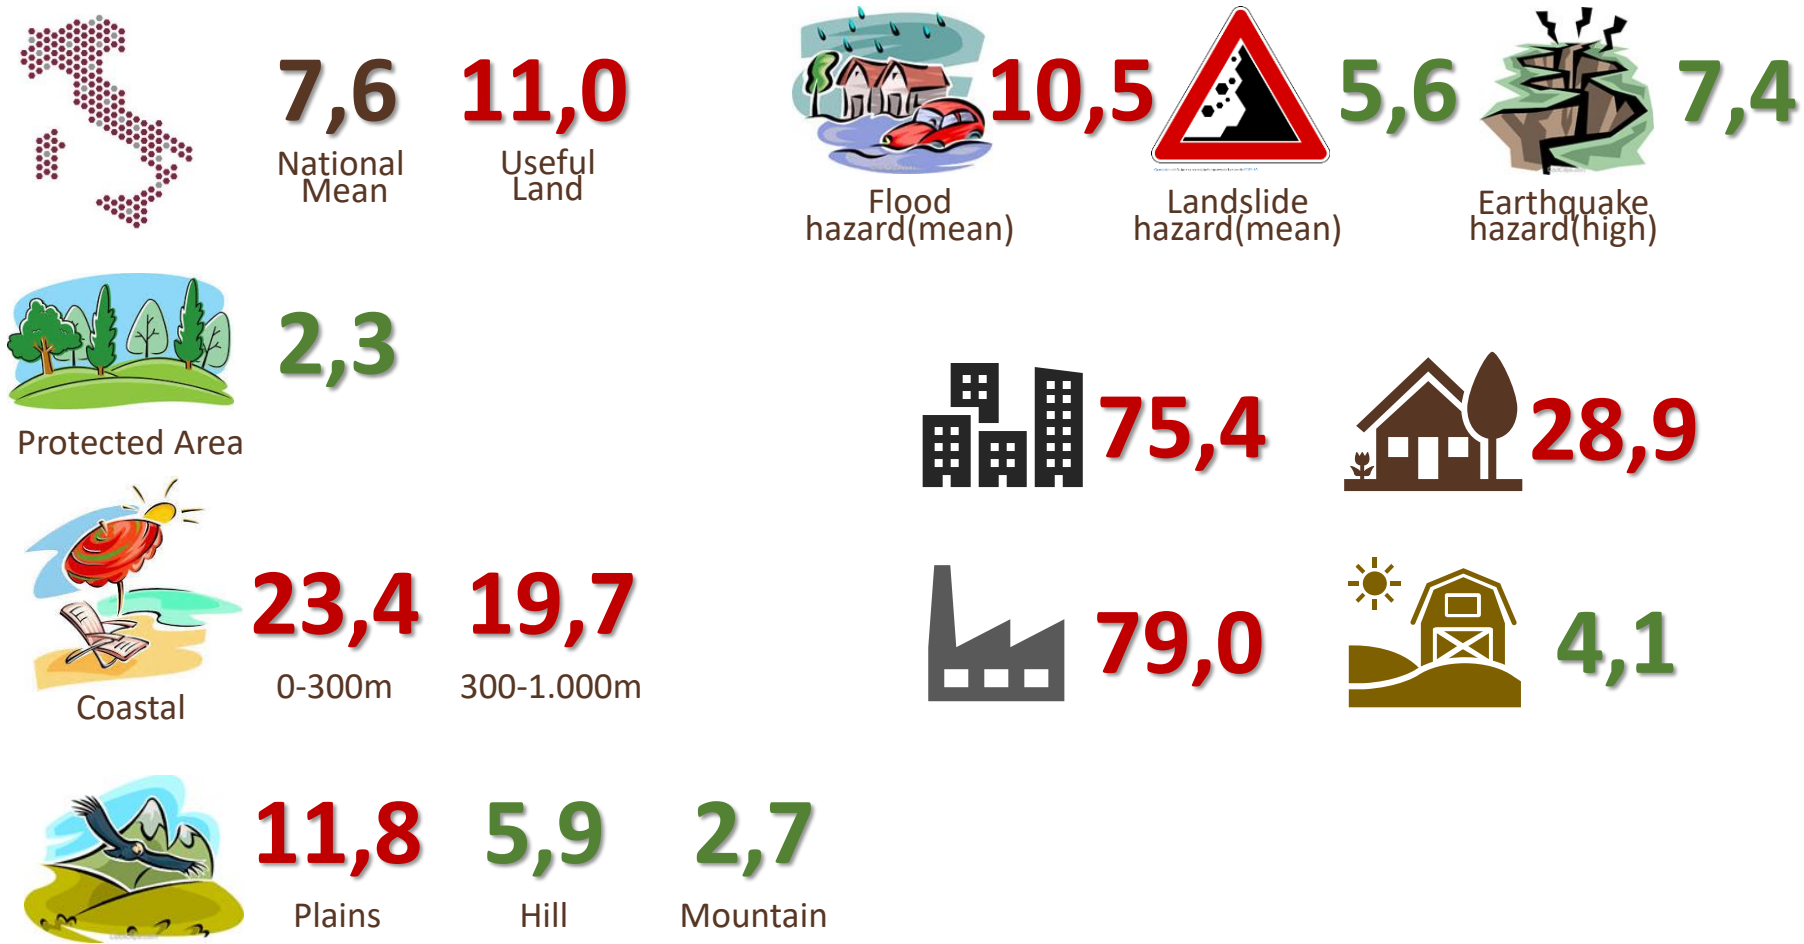 7,6
National
Mean
11,0
Useful
Land
10,5
Flood
hazard(mean)
5,6
Landslide
hazard(mean)
7,4
Earthquake
hazard(high)
2,3
Protected Area
75,4
28,9
Coastal
23,4
0-300m
19,7
300-1.000m
79,0
4,1
11,8
Plains
5,9
Hill
2,7
Mountain